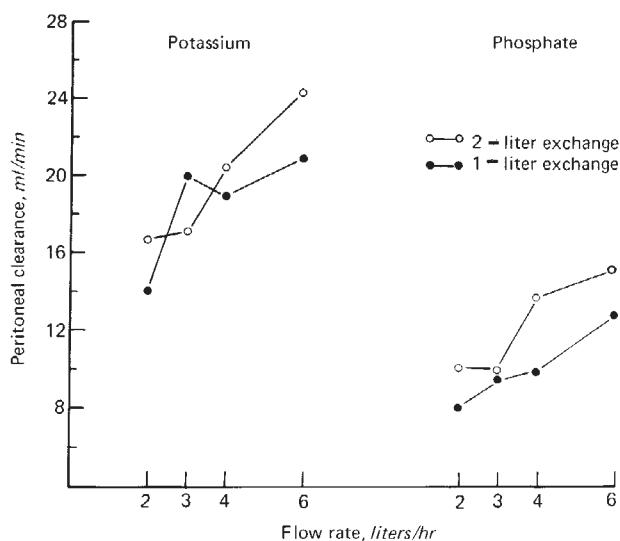 28
24
20
16
12
8
Peritoneal clearance, ml/min
Potassium
Phosphate
2 – liter exchange
1 – liter exchange
2 3 4 6
2 3 4 6
Flow rate, liters/hr